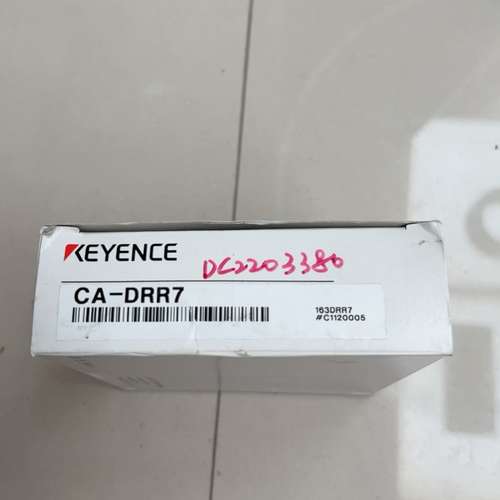 KEYENCE
DC2203380
CA-DRR7
163DRR7
#C1120005